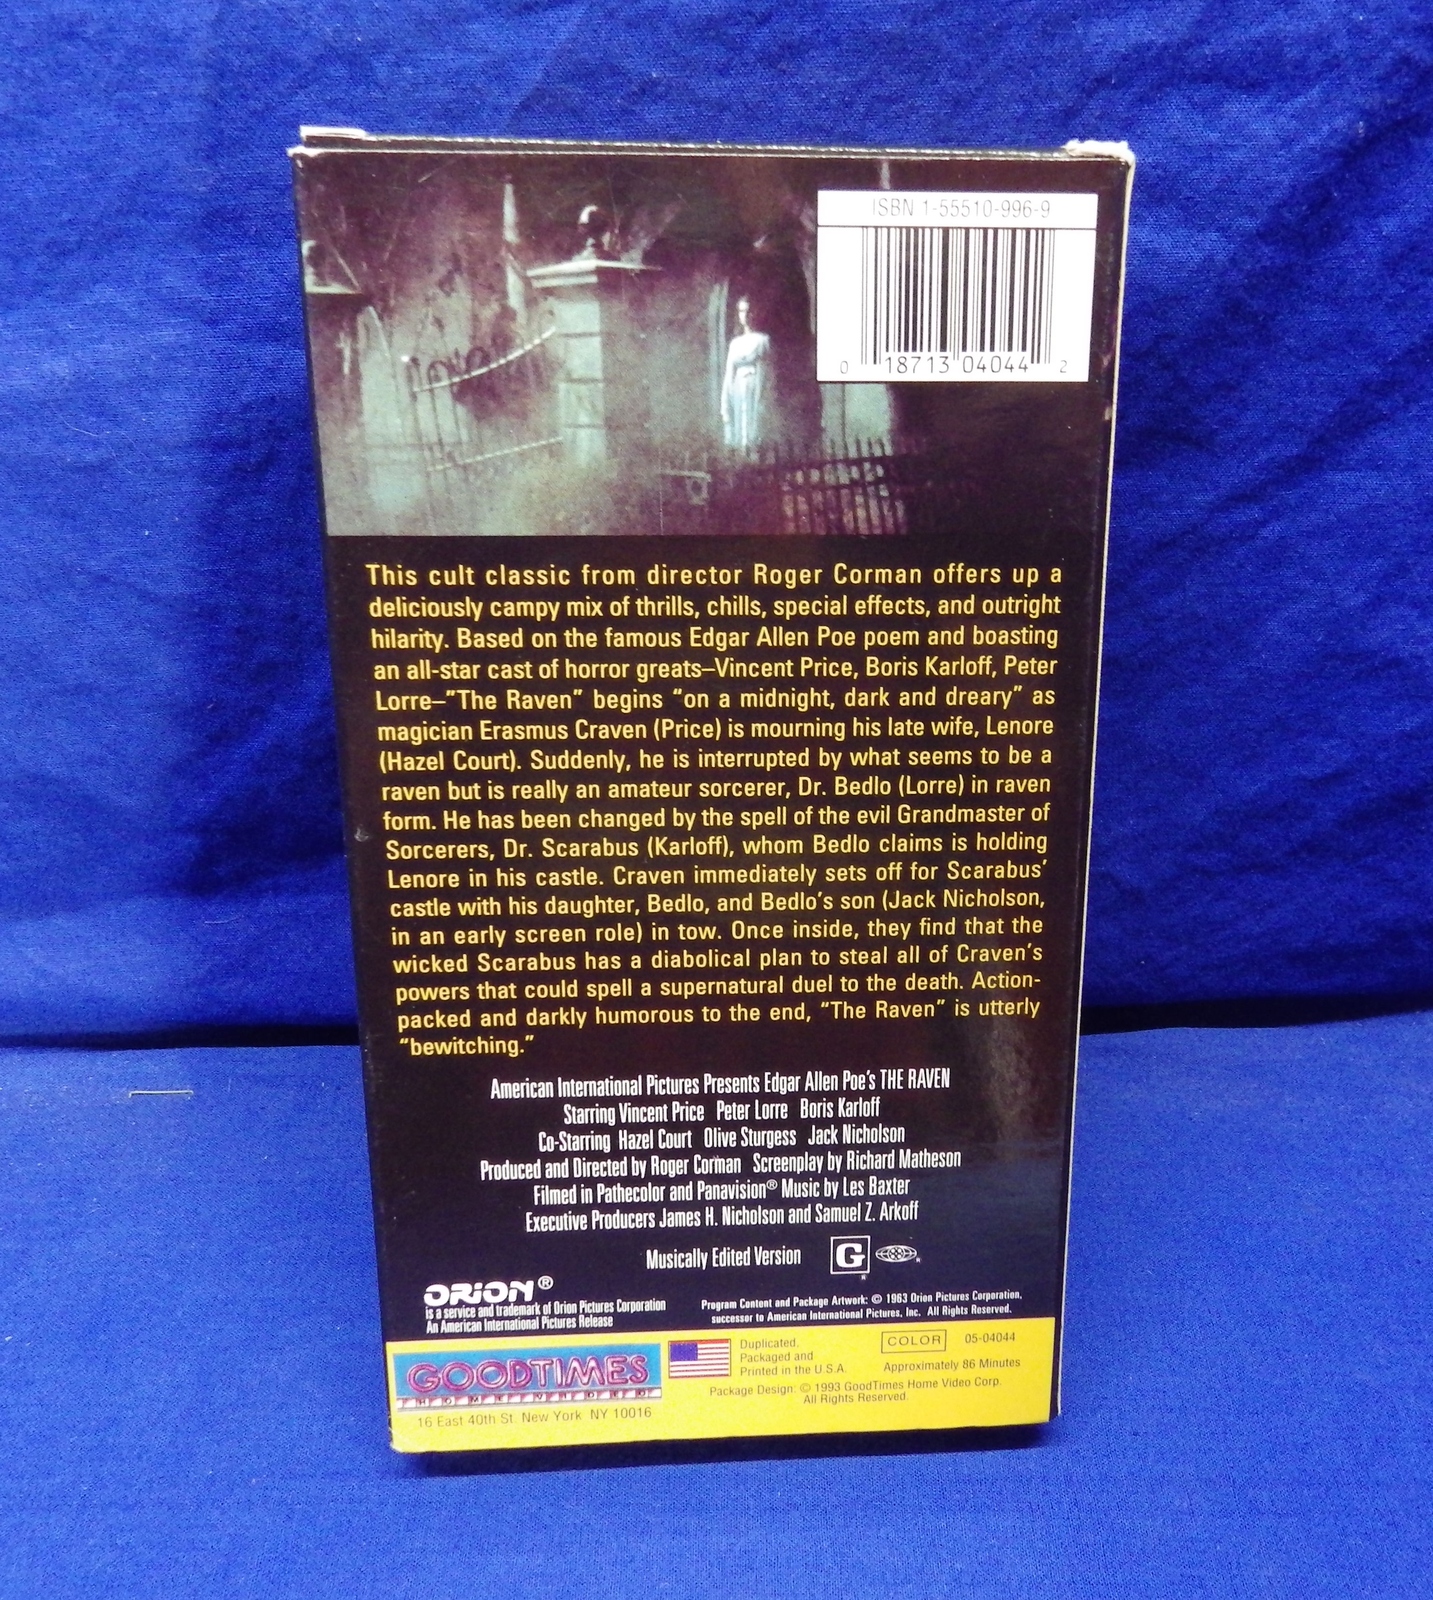 ISBN 1-55510-996-9
0 18713 04044 2
This cult classic from director Roger Corman offers up a
deliciously campy mix of thrills, chills, special effects, and outright
hilarity. Based on the famous Edgar Allen Poe poem and boasting
an all-star cast of horror greats–Vincent Price, Boris Karloff, Peter
Lorre–"The Raven" begins "on a midnight, dark and dreary" as
magician Erasmus Craven (Price) is mourning his late wife, Lenore
(Hazel Court). Suddenly, he is interrupted by what seems to be a
raven but is really an amateur sorcerer, Dr. Bedlo (Lorre) in raven
form. He has been changed by the spell of the evil Grandmaster of
Sorcerers, Dr. Scarabus (Karloff), whom Bedlo claims is holding
Lenore in his castle. Craven immediately sets off for Scarabus'
castle with his daughter, Bedlo, and Bedlo's son (Jack Nicholson,
in an early screen role) in tow. Once inside, they find that the
wicked Scarabus has a diabolical plan to steal all of Craven's
powers that could spell a supernatural duel to the death. Action-
packed and darkly humorous to the end, "The Raven" is utterly
"bewitching."
American International Pictures Presents Edgar Allen Poe's THE RAVEN
Starring Vincent Price Peter Lorre Boris Karloff
Co-Starring Hazel Court Olive Sturgess Jack Nicholson
Produced and Directed by Roger Corman Screenplay by Richard Matheson
Filmed in Pathecolor and Panavision® Music by Les Baxter
Executive Producers James H. Nicholson and Samuel Z. Arkoff
Musically Edited Version G ®
ORION®
is a service and trademark of Orion Pictures Corporation
An American International Pictures Release
Program Content and Package Artwork: © 1963 Orion Pictures Corporation,
successor to American International Pictures, Inc. All Rights Reserved.
GOODTIMES
HOME VIDEO
16 East 40th St. New York NY 10016
Duplicated,
Packaged and
Printed in the U.S.A.
COLOR 05-04044
Approximately 86 Minutes
Package Design: © 1993 GoodTimes Home Video Corp.
All Rights Reserved.